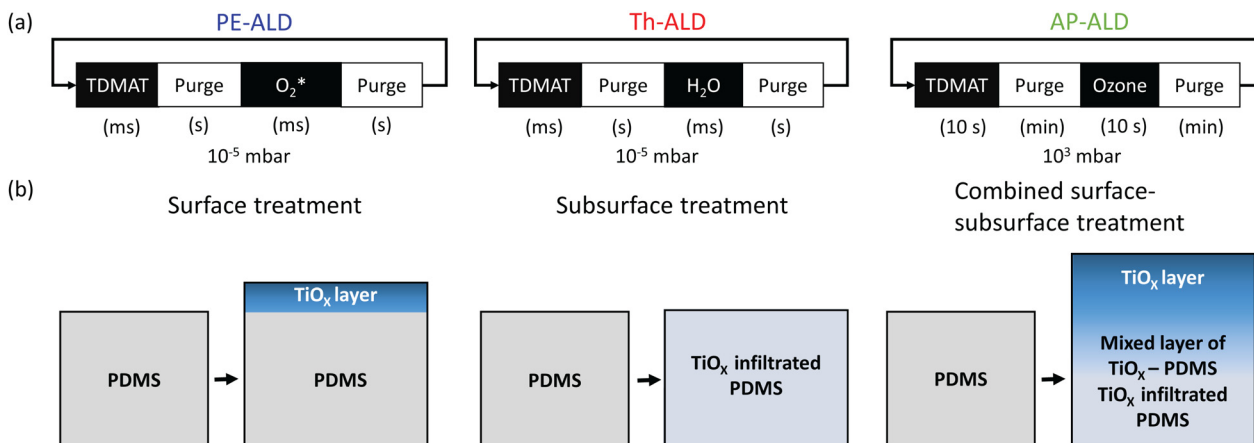 (a)
PE-ALD
TDMAT Purge O₂* Purge
(ms) (s) (ms) (s)
10⁻⁵ mbar
Th-ALD
TDMAT Purge H₂O Purge
(ms) (s) (ms) (s)
10⁻⁵ mbar
AP-ALD
TDMAT Purge Ozone Purge
(10 s) (min) (10 s) (min)
10³ mbar
(b)
Surface treatment
PDMS
TiOₓ layer
PDMS
Subsurface treatment
PDMS
TiOₓ infiltrated
PDMS
Combined surface-
subsurface treatment
PDMS
TiOₓ layer
Mixed layer of
TiOₓ – PDMS
TiOₓ infiltrated
PDMS